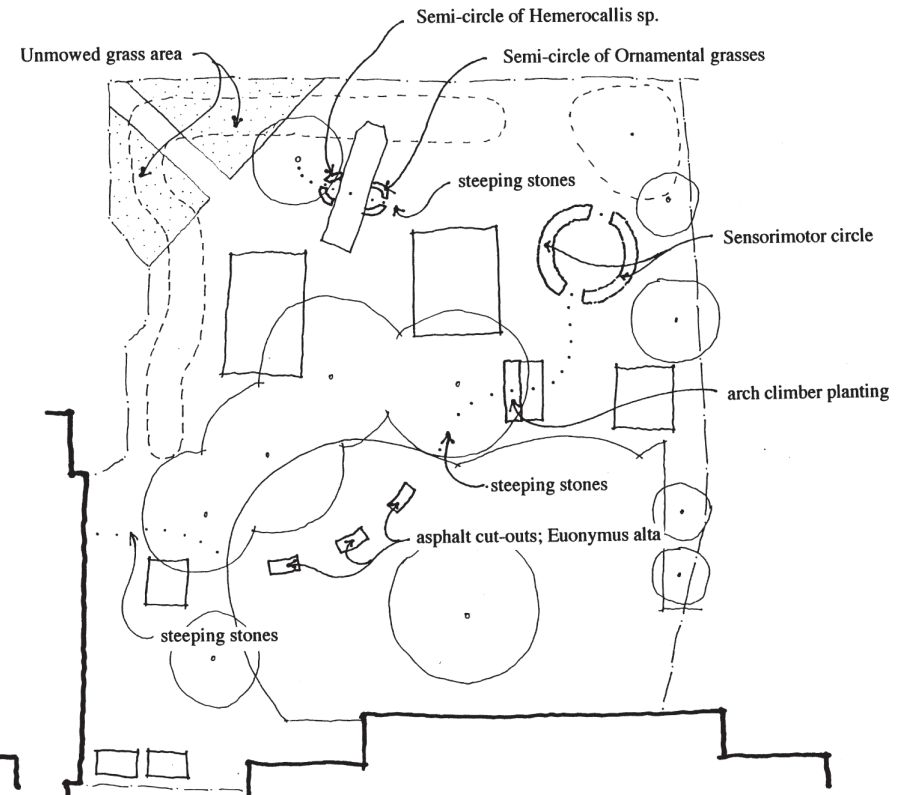 Semi-circle of Hemerocallis sp.
Unmowed grass area
Semi-circle of Ornamental grasses
steeping stones
Sensorimotor circle
arch climber planting
steeping stones
asphalt cut-outs; Euonymus alta
steeping stones